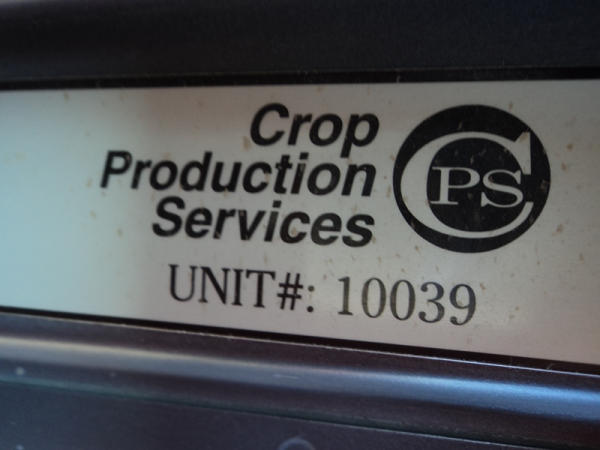 Crop
Production
Services
CPS
UNIT#: 10039